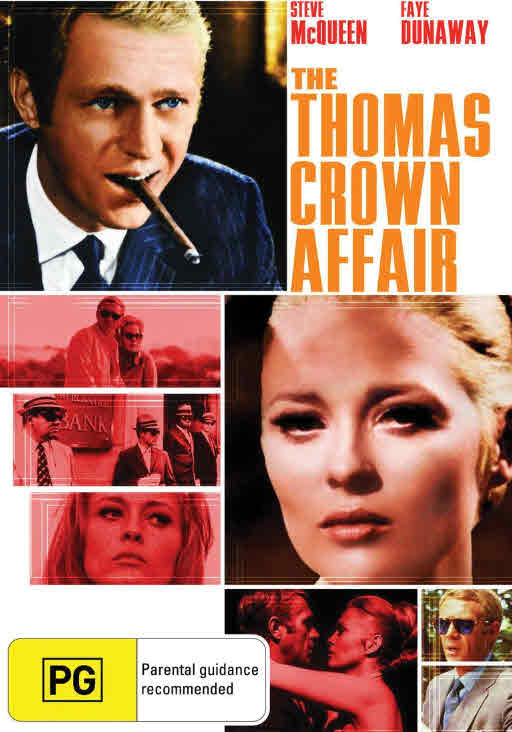 STEVE
McQUEEN
FAYE
DUNAWAY
THE
THOMAS
CROWN
AFFAIR
BANK
PG
Parental guidance
recommended